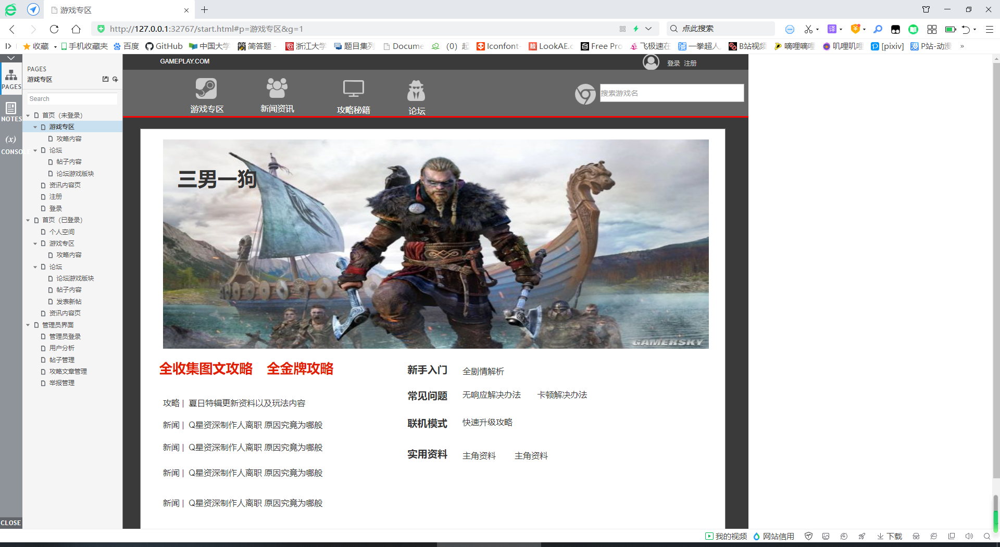 游戏专区
http://127.0.0.1:32767/start.html#p=游戏专区&g=1
点此搜索
收藏 手机收藏夹 百度 GitHub 中国大学 简答题 - 浙江大学 题目集列 Docume (0) 起 Iconfont- LookAE.c Free Pro 飞极速在 一拳超人 B站视频 嘀哩嘀哩 叽哩叽哩 [pixiv] P站-动漫 »
PAGES
NOTES
(x)
CONSOLE
CLOSE
PAGES
游戏专区
Search
首页（未登录）
游戏专区
攻略内容
论坛
帖子内容
论坛游戏版块
资讯内容页
注册
登录
首页（已登录）
个人空间
游戏专区
攻略内容
论坛
论坛游戏版块
帖子内容
发表新帖
资讯内容页
管理员界面
管理员登录
用户分析
帖子管理
攻略文章管理
举报管理
GAMEPLAY.COM
登录 注册
游戏专区 新闻资讯 攻略秘籍 论坛
搜索游戏名
三男一狗
GAMERSKY
全收集图文攻略 全金牌攻略
攻略 | 夏日特辑更新资料以及玩法内容
新闻 | Q星资深制作人离职 原因究竟为哪般
新闻 | Q星资深制作人离职 原因究竟为哪般
新闻 | Q星资深制作人离职 原因究竟为哪般
新闻 | Q星资深制作人离职 原因究竟为哪般
新手入门 全剧情解析
常见问题 无响应解决办法 卡顿解决办法
联机模式 快速升级攻略
实用资料 主角资料 主角资料
我的视频 网站信用 下载